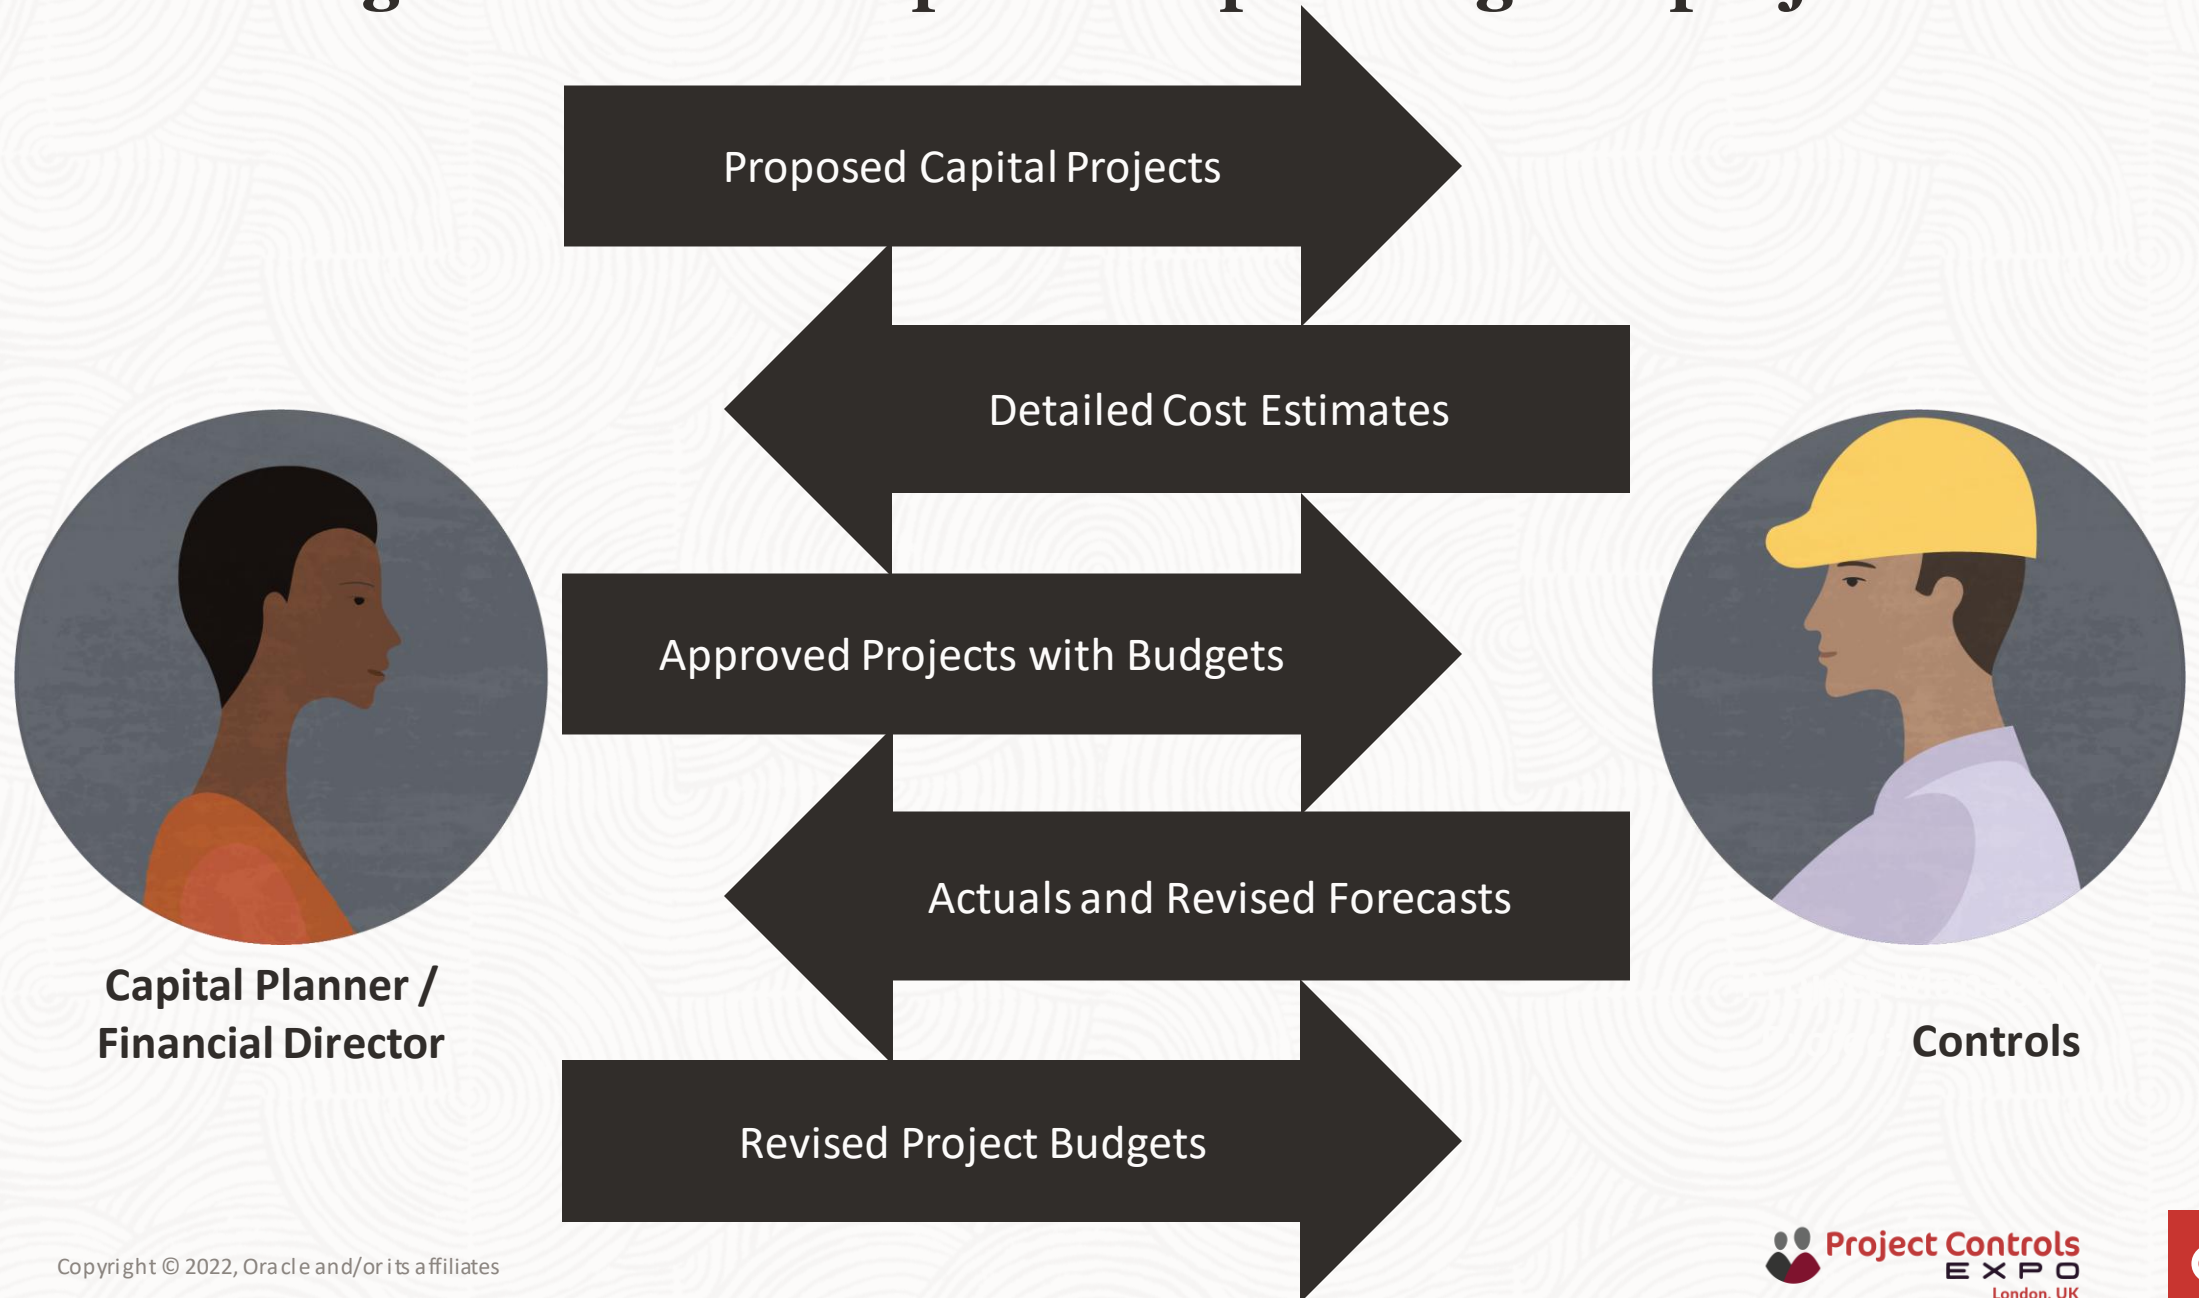 Proposed Capital Projects
Detailed Cost Estimates
Approved Projects with Budgets
Actuals and Revised Forecasts
Revised Project Budgets
Capital Planner /
Financial Director
Controls
Copyright © 2022, Oracle and/or its affiliates
Project Controls
EXPO
London, UK